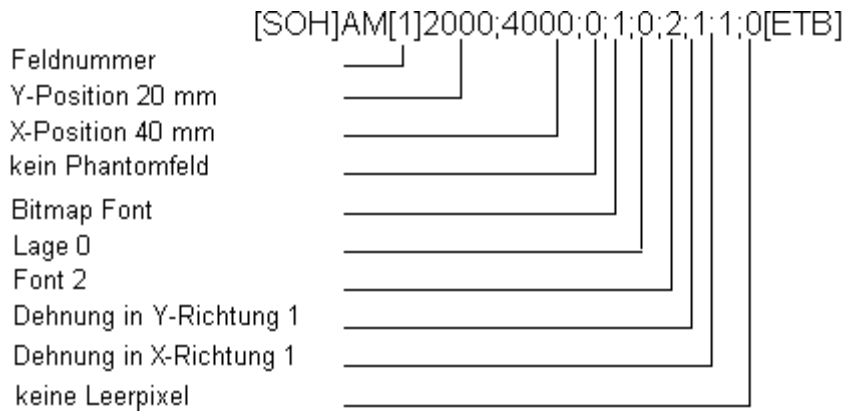 [SOH]AM[1]2000;4000;0;1;0;2;1;1;0[ETB]
Feldnummer
Y-Position 20 mm
X-Position 40 mm
kein Phantomfeld
Bitmap Font
Lage 0
Font 2
Dehnung in Y-Richtung 1
Dehnung in X-Richtung 1
keine Leerpixel